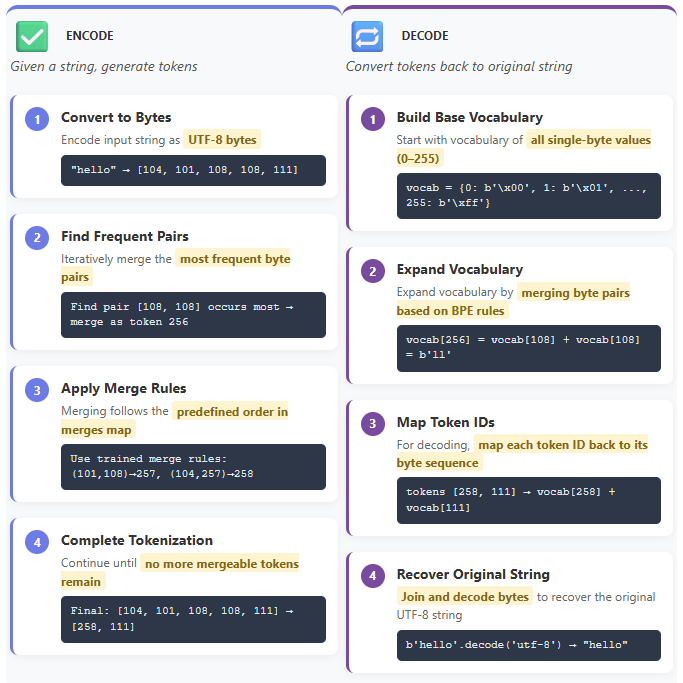 ENCODE
Given a string, generate tokens
1
Convert to Bytes
Encode input string as UTF-8 bytes
"hello" → [104, 101, 108, 108, 111]
2
Find Frequent Pairs
Iteratively merge the most frequent byte
pairs
Find pair [108, 108] occurs most →
merge as token 256
3
Apply Merge Rules
Merging follows the predefined order in
merges map
Use trained merge rules:
(101,108)→257, (104,257)→258
4
Complete Tokenization
Continue until no more mergeable tokens
remain
Final: [104, 101, 108, 108, 111] →
[258, 111]
DECODE
Convert tokens back to original string
1
Build Base Vocabulary
Start with vocabulary of all single-byte values
(0–255)
vocab = {0: b'\x00', 1: b'\x01', ...,
255: b'\xff'}
2
Expand Vocabulary
Expand vocabulary by merging byte pairs
based on BPE rules
vocab[256] = vocab[108] + vocab[108]
= b'll'
3
Map Token IDs
For decoding, map each token ID back to its
byte sequence
tokens [258, 111] → vocab[258] +
vocab[111]
4
Recover Original String
Join and decode bytes to recover the original
UTF-8 string
b'hello'.decode('utf-8') → "hello"